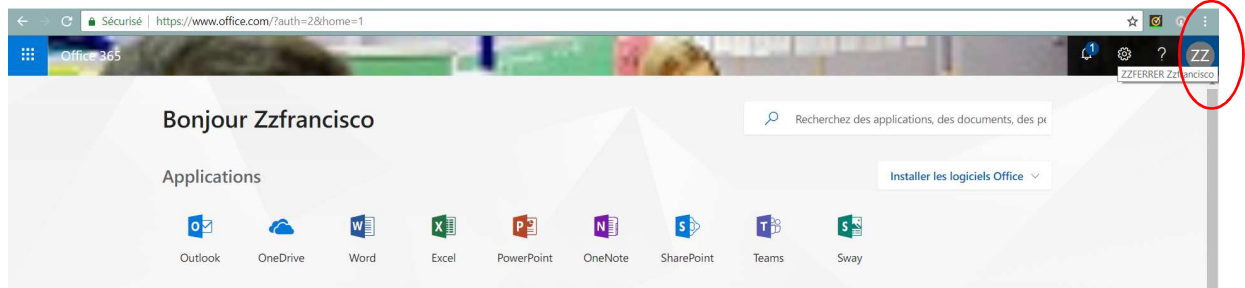 Sécurisé | https://www.office.com/?auth=2&home=1
Office 365
1
?
ZZ
ZZFERRER Zzfrancisco
Bonjour Zzfrancisco
Recherchez des applications, des documents, des pe
Applications
Installer les logiciels Office
Outlook OneDrive Word Excel PowerPoint OneNote SharePoint Teams Sway